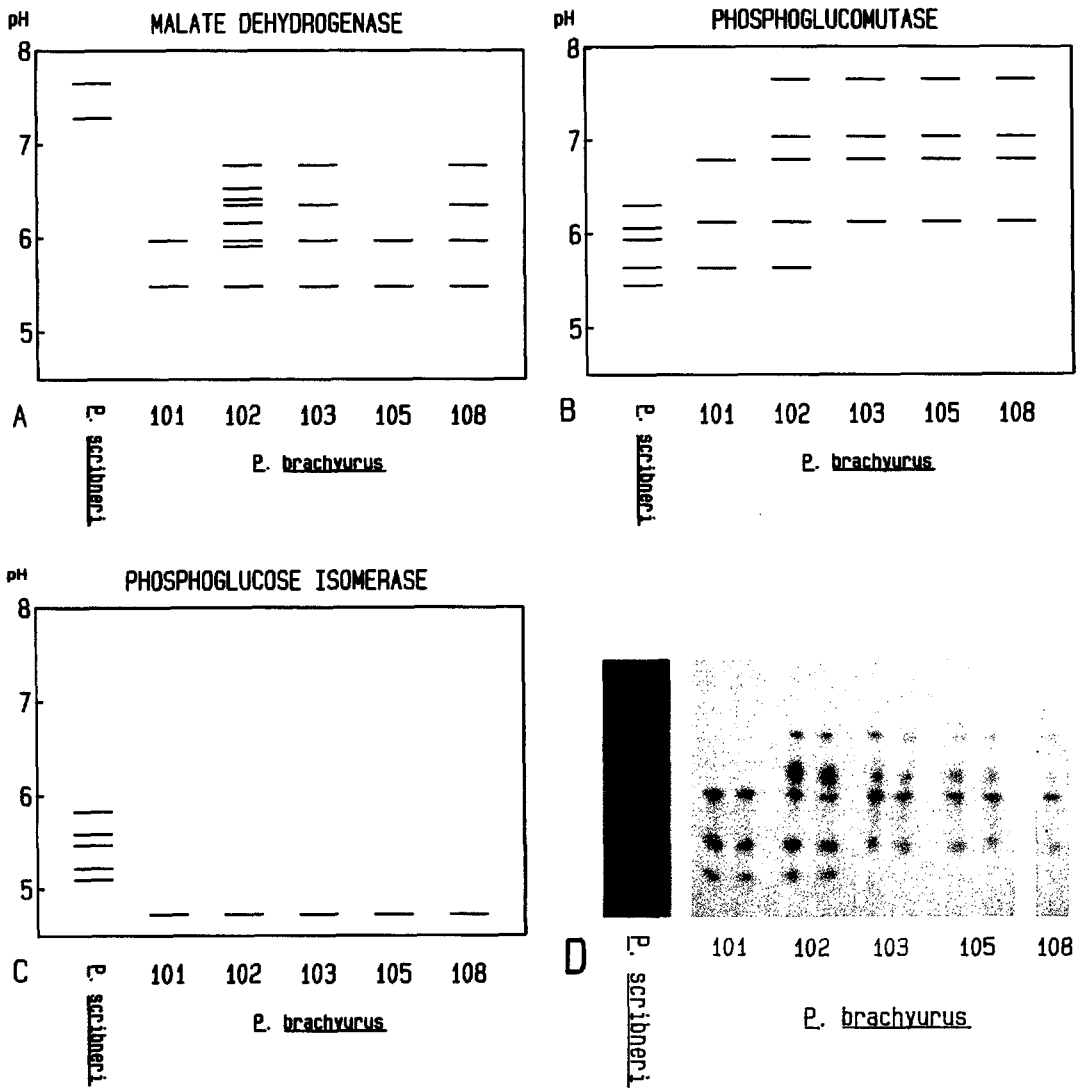 pH MALATE DEHYDROGENASE
8
7
6
5
A P. scribneri 101 102 103 105 108
P. brachyurus
pH PHOSPHOGLUCOMUTASE
8
7
6
5
B P. scribneri 101 102 103 105 108
P. brachyurus
pH PHOSPHOGLUCOSE ISOMERASE
8
7
6
5
C P. scribneri 101 102 103 105 108
P. brachyurus
D P. scribneri 101 102 103 105 108
P. brachyurus